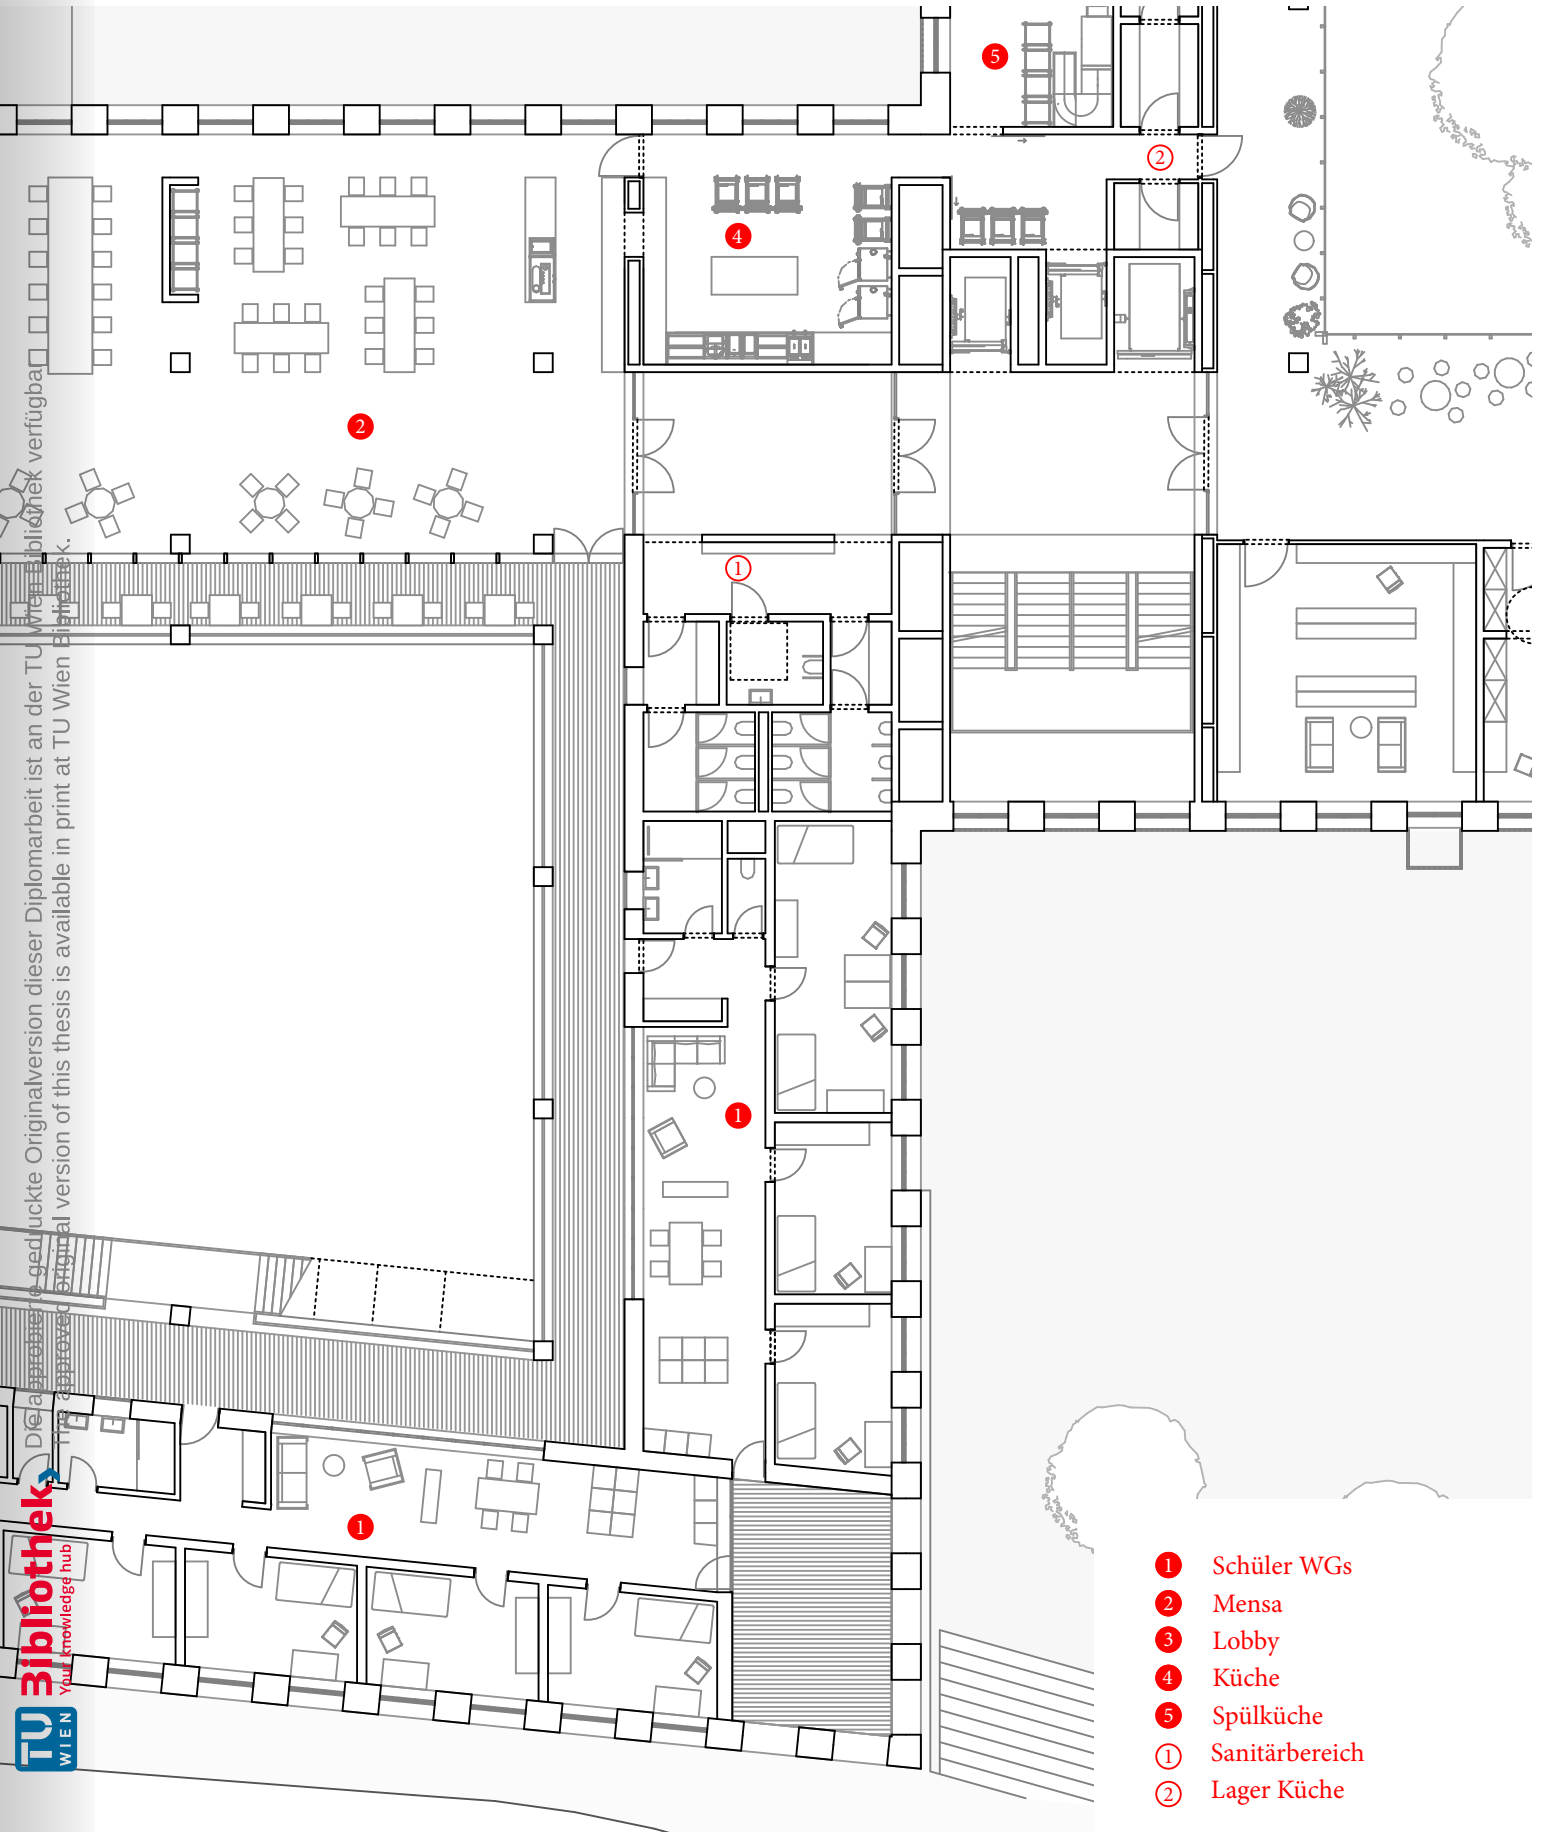 5
2
4
2
1
1
1
1 Schüler WGs
2 Mensa
3 Lobby
4 Küche
5 Spülküche
1 Sanitärbereich
2 Lager Küche
Die approbierte gedruckte Originalversion dieser Diplomarbeit ist an der TU Wien Bibliothek verfügbar
The approved original version of this thesis is available in print at TU Wien Bibliothek.
TU WIEN
Bibliothek
Your knowledge hub